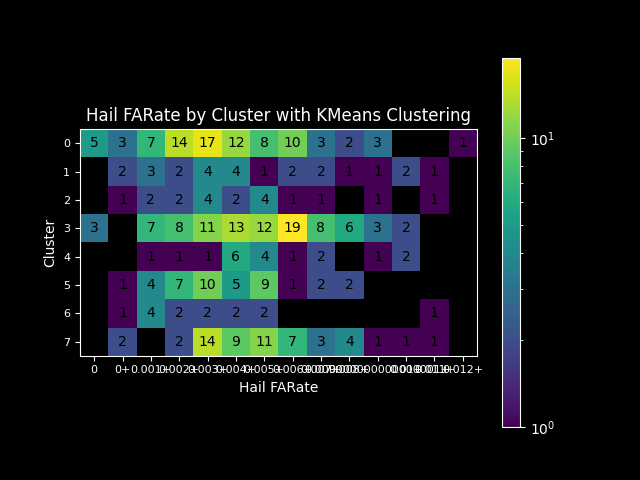 Hail FARate by Cluster with KMeans Clustering
0 5 3 7 14 17 12 8 10 3 2 3 1
1 2 3 2 4 4 1 2 2 1 1 2 1
2 1 2 2 4 2 4 1 1 1 1
3 3 7 8 11 13 12 19 8 6 3 2
4 1 1 1 6 4 1 2 1 2
5 1 4 7 10 5 9 1 2 2
6 1 4 2 2 2 2 1
7 2 2 14 9 11 7 3 4 1 1 1
0 0+ 0.001+
Hail FARate
Cluster
10¹
10⁰